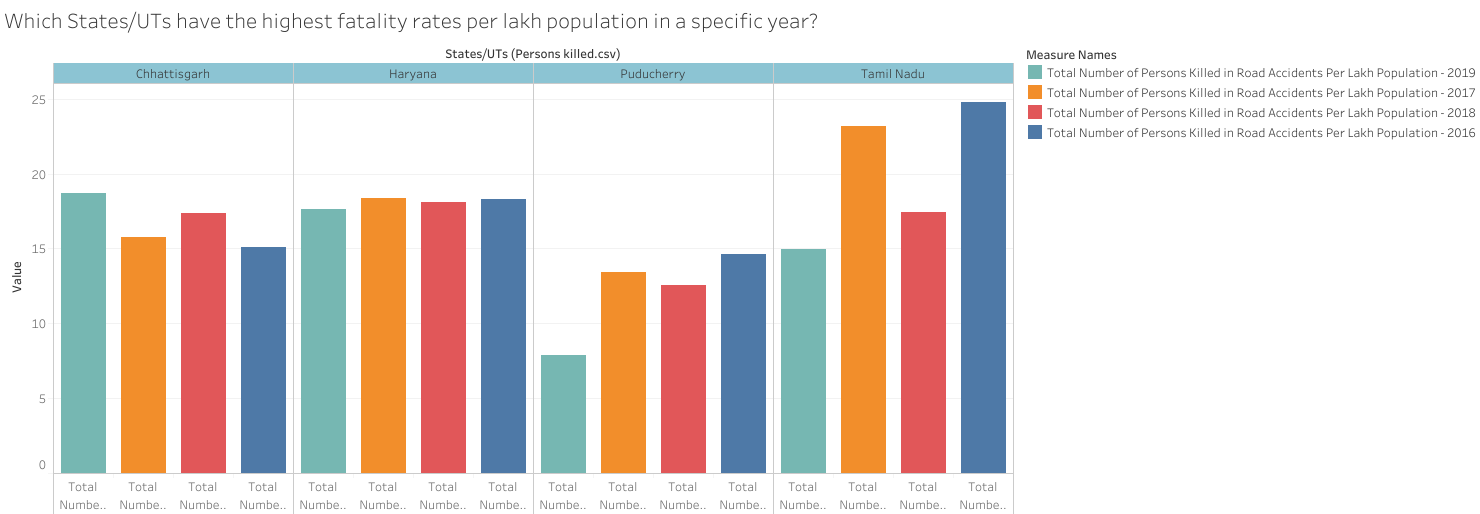 Which States/UTs have the highest fatality rates per lakh population in a specific year?
States/UTs (Persons killed.csv)
Chhattisgarh Haryana Puducherry Tamil Nadu
25
20
15
10
5
0
Value
Total Total Total Total Total Total Total Total Total Total Total Total Total Total Total Total
Numbe.. Numbe.. Numbe.. Numbe.. Numbe.. Numbe.. Numbe.. Numbe.. Numbe.. Numbe.. Numbe.. Numbe.. Numbe.. Numbe.. Numbe.. Numbe..
Measure Names
Total Number of Persons Killed in Road Accidents Per Lakh Population - 2019
Total Number of Persons Killed in Road Accidents Per Lakh Population - 2017
Total Number of Persons Killed in Road Accidents Per Lakh Population - 2018
Total Number of Persons Killed in Road Accidents Per Lakh Population - 2016